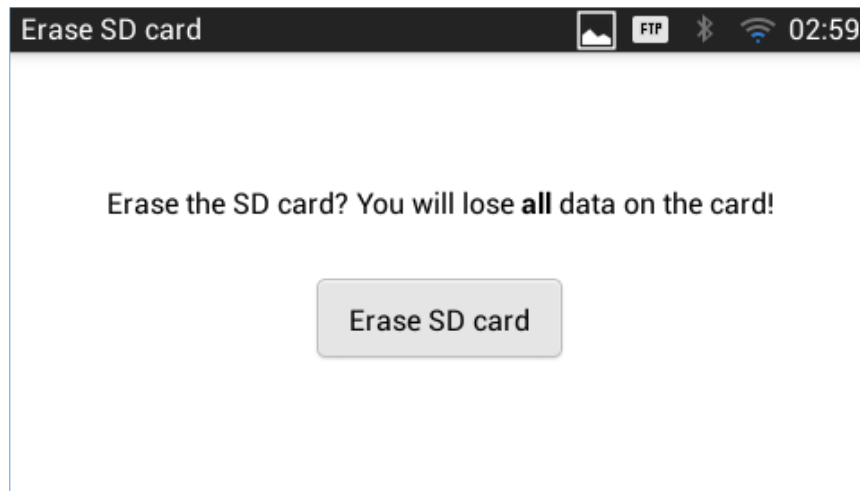 Erase SD card
FTP
02:59
Erase the SD card? You will lose all data on the card!
Erase SD card